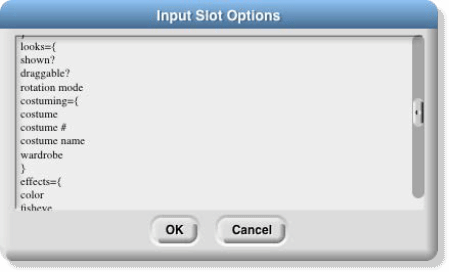 Input Slot Options
}
looks={
shown?
draggable?
rotation mode
costuming={
costume
costume #
costume name
wardrobe
}
effects={
color
fisheye
OK
Cancel